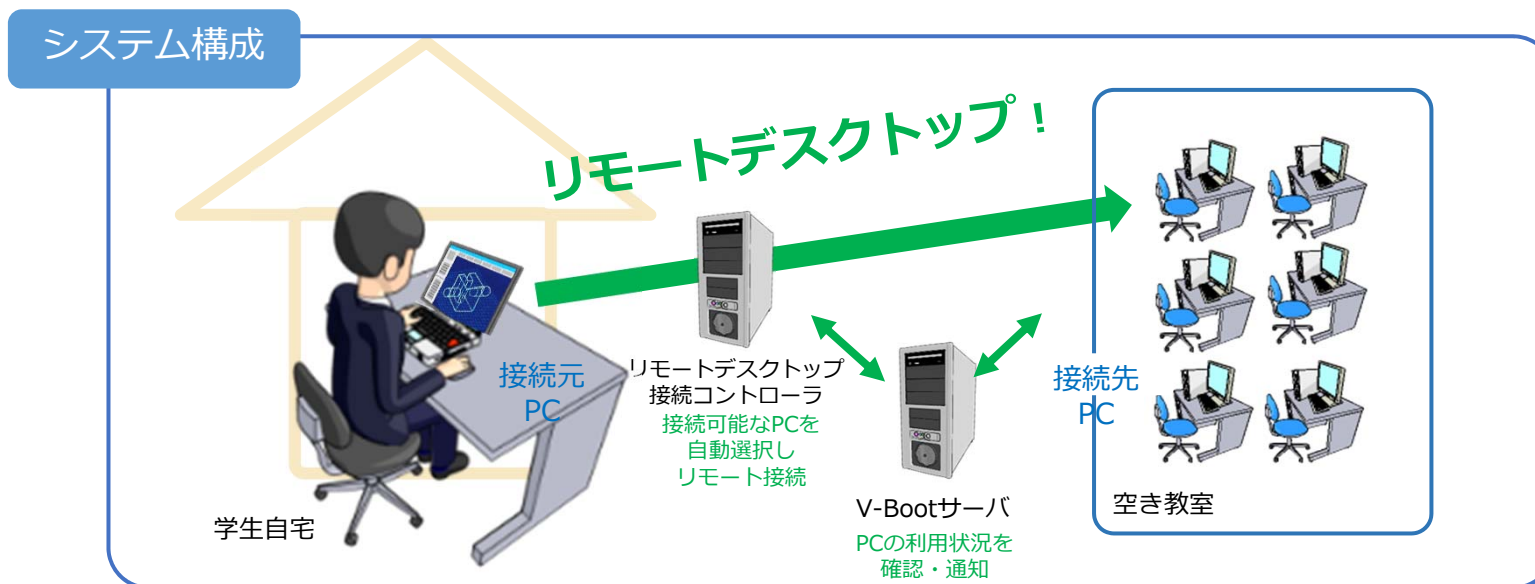 システム構成
リモートデスクトップ！
接続元
PC
リモートデスクトップ
接続コントローラ
接続可能なPCを
自動選択し
リモート接続
学生自宅
V-Bootサーバ
PCの利用状況を
確認・通知
接続先
PC
空き教室